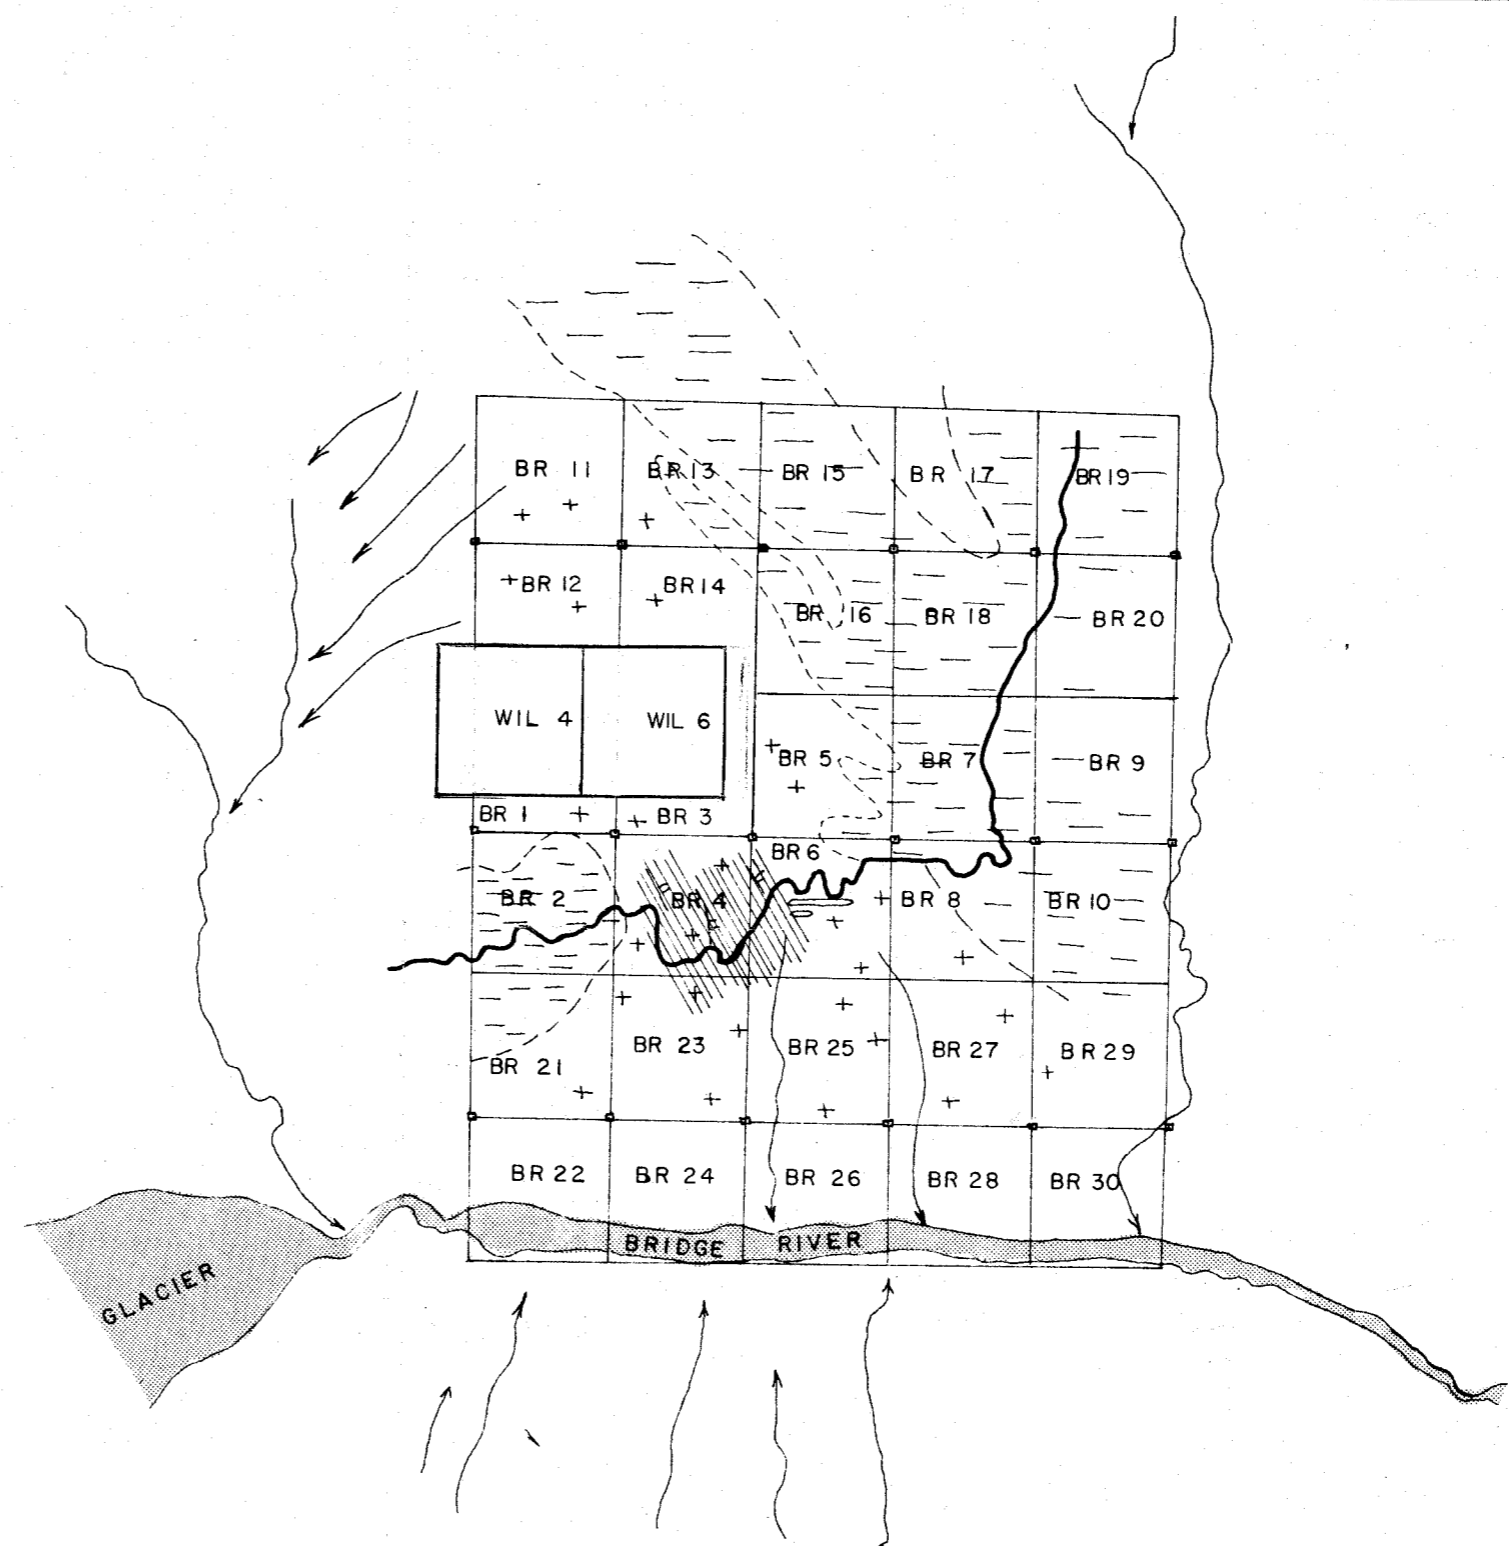 BR 11
BR 13
BR 15
BR 17
BR 19
BR 12
BR 14
BR 16
BR 18
BR 20
WIL 4
WIL 6
BR 5
BR 7
BR 9
BR 1
BR 3
BR 6
BR 2
BR 4
BR 8
BR 10
BR 21
BR 23
BR 25
BR 27
BR 29
BR 22
BR 24
BR 26
BR 28
BR 30
BRIDGE RIVER
GLACIER